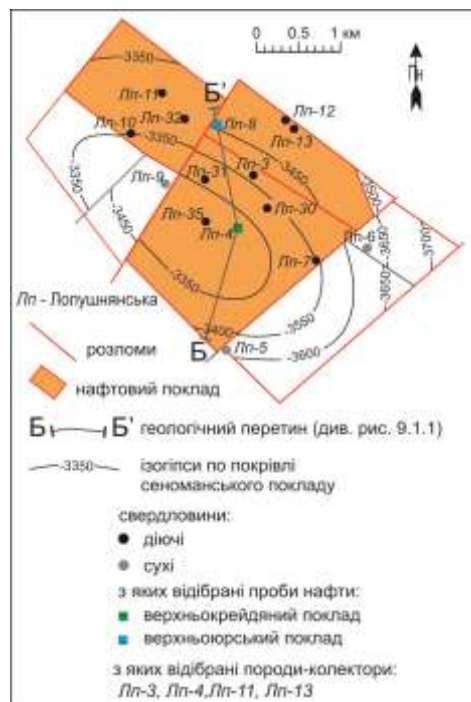 0 0.5 1 км
Пн
-3350
Лп-11
Б'
Лп-32
Лп-8
Лп-12
Лп-13
Лп-10
-3350
-3350
Лп-9
Лп-31
Лп-3
-3450
-3450
Лп-35
Лп-30
-3500
Лп-4
-3650
Лп-6
-3700
-3350
Лп-7
-3650
-3550
Лп - Лопушнянська
-3400
Б
Лп-5
-3600
розломи
нафтовий поклад
Б Б' геологічний перетин (див. рис. 9.1.1)
-3350 ізогіпси по покрівлі
сеноманського покладу
свердловини:
діючі
сухі
з яких відібрані проби нафти:
верхньокрейдяний поклад
верхньоюрський поклад
з яких відібрані породи-колектори:
Лп-3, Лп-4,Лп-11, Лп-13